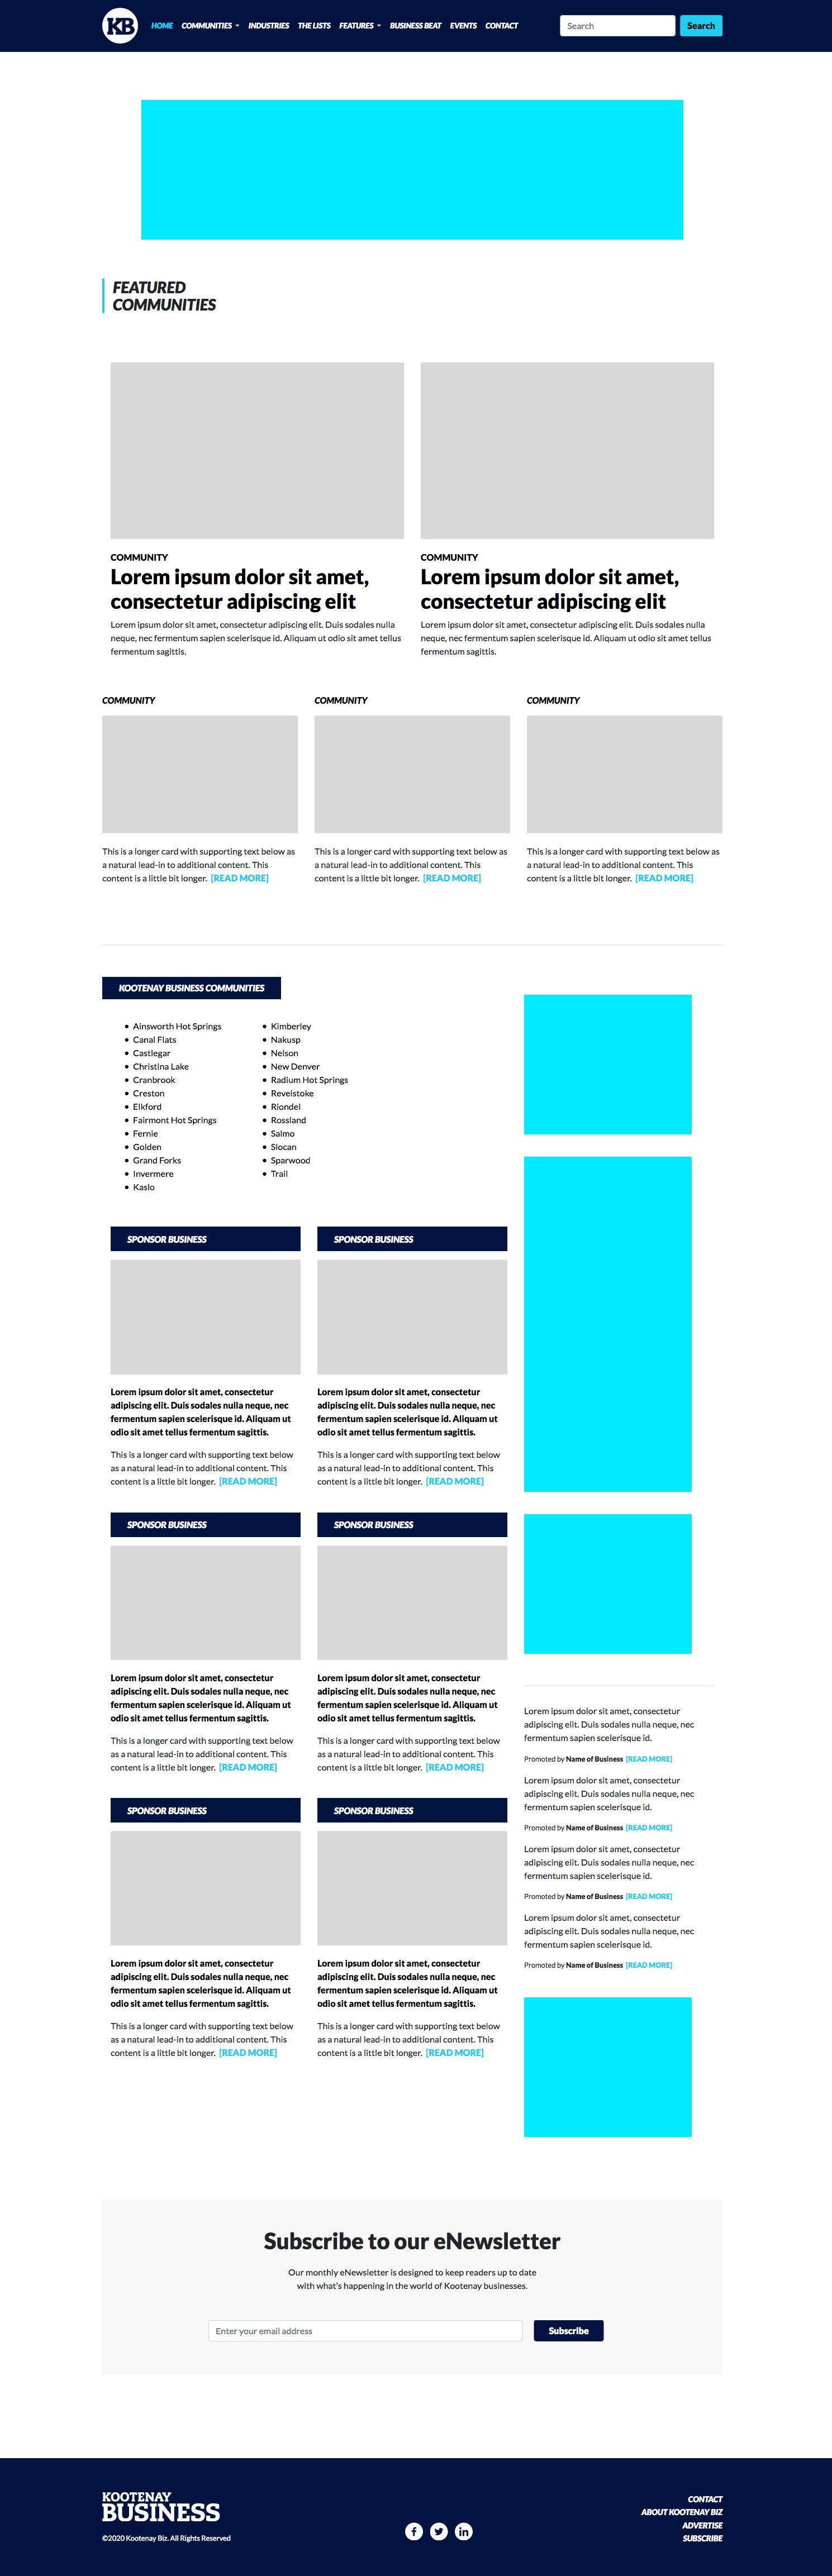 KB
HOME COMMUNITIES INDUSTRIES THE LISTS FEATURES BUSINESS BEAT EVENTS CONTACT
Search
Search
FEATURED
COMMUNITIES
COMMUNITY
Lorem ipsum dolor sit amet,
consectetur adipiscing elit
Lorem ipsum dolor sit amet, consectetur adipiscing elit. Duis sodales nulla
neque, nec fermentum sapien scelerisque id. Aliquam ut odio sit amet tellus
fermentum sagittis.
COMMUNITY
Lorem ipsum dolor sit amet,
consectetur adipiscing elit
Lorem ipsum dolor sit amet, consectetur adipiscing elit. Duis sodales nulla
neque, nec fermentum sapien scelerisque id. Aliquam ut odio sit amet tellus
fermentum sagittis.
COMMUNITY
This is a longer card with supporting text below as
a natural lead-in to additional content. This
content is a little bit longer. [READ MORE]
COMMUNITY
This is a longer card with supporting text below as
a natural lead-in to additional content. This
content is a little bit longer. [READ MORE]
COMMUNITY
This is a longer card with supporting text below as
a natural lead-in to additional content. This
content is a little bit longer. [READ MORE]
KOOTENAY BUSINESS COMMUNITIES
Ainsworth Hot Springs
Canal Flats
Castlegar
Christina Lake
Cranbrook
Creston
Elkford
Fairmont Hot Springs
Fernie
Golden
Grand Forks
Invermere
Kaslo
Kimberley
Nakusp
Nelson
New Denver
Radium Hot Springs
Revelstoke
Riondel
Rossland
Salmo
Slocan
Sparwood
Trail
SPONSOR BUSINESS
Lorem ipsum dolor sit amet, consectetur
adipiscing elit. Duis sodales nulla neque, nec
fermentum sapien scelerisque id. Aliquam ut
odio sit amet tellus fermentum sagittis.
This is a longer card with supporting text below
as a natural lead-in to additional content. This
content is a little bit longer. [READ MORE]
SPONSOR BUSINESS
Lorem ipsum dolor sit amet, consectetur
adipiscing elit. Duis sodales nulla neque, nec
fermentum sapien scelerisque id. Aliquam ut
odio sit amet tellus fermentum sagittis.
This is a longer card with supporting text below
as a natural lead-in to additional content. This
content is a little bit longer. [READ MORE]
SPONSOR BUSINESS
Lorem ipsum dolor sit amet, consectetur
adipiscing elit. Duis sodales nulla neque, nec
fermentum sapien scelerisque id. Aliquam ut
odio sit amet tellus fermentum sagittis.
This is a longer card with supporting text below
as a natural lead-in to additional content. This
content is a little bit longer. [READ MORE]
SPONSOR BUSINESS
Lorem ipsum dolor sit amet, consectetur
adipiscing elit. Duis sodales nulla neque, nec
fermentum sapien scelerisque id. Aliquam ut
odio sit amet tellus fermentum sagittis.
This is a longer card with supporting text below
as a natural lead-in to additional content. This
content is a little bit longer. [READ MORE]
SPONSOR BUSINESS
Lorem ipsum dolor sit amet, consectetur
adipiscing elit. Duis sodales nulla neque, nec
fermentum sapien scelerisque id. Aliquam ut
odio sit amet tellus fermentum sagittis.
This is a longer card with supporting text below
as a natural lead-in to additional content. This
content is a little bit longer. [READ MORE]
SPONSOR BUSINESS
Lorem ipsum dolor sit amet, consectetur
adipiscing elit. Duis sodales nulla neque, nec
fermentum sapien scelerisque id. Aliquam ut
odio sit amet tellus fermentum sagittis.
This is a longer card with supporting text below
as a natural lead-in to additional content. This
content is a little bit longer. [READ MORE]
Lorem ipsum dolor sit amet, consectetur
adipiscing elit. Duis sodales nulla neque, nec
fermentum sapien scelerisque id.
Promoted by Name of Business [READ MORE]
Lorem ipsum dolor sit amet, consectetur
adipiscing elit. Duis sodales nulla neque, nec
fermentum sapien scelerisque id.
Promoted by Name of Business [READ MORE]
Lorem ipsum dolor sit amet, consectetur
adipiscing elit. Duis sodales nulla neque, nec
fermentum sapien scelerisque id.
Promoted by Name of Business [READ MORE]
Lorem ipsum dolor sit amet, consectetur
adipiscing elit. Duis sodales nulla neque, nec
fermentum sapien scelerisque id.
Promoted by Name of Business [READ MORE]
Subscribe to our eNewsletter
Our monthly eNewsletter is designed to keep readers up to date
with what's happening in the world of Kootenay businesses.
Enter your email address
Subscribe
KOOTENAY
BUSINESS
©2020 Kootenay Biz. All Rights Reserved
CONTACT
ABOUT KOOTENAY BIZ
ADVERTISE
SUBSCRIBE